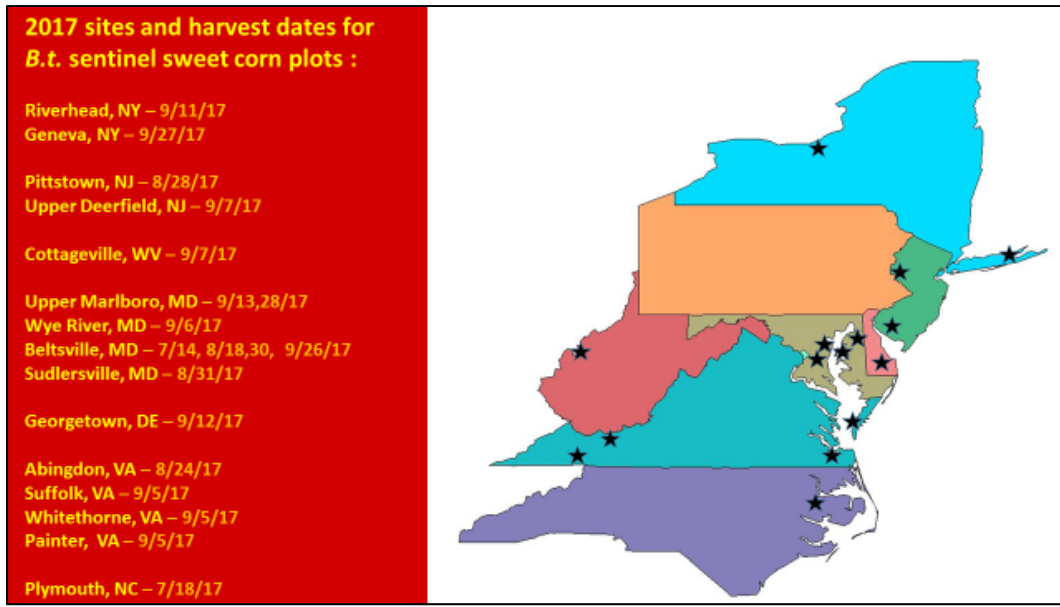 2017 sites and harvest dates for
B.t. sentinel sweet corn plots :
Riverhead, NY – 9/11/17
Geneva, NY – 9/27/17
Pittstown, NJ – 8/28/17
Upper Deerfield, NJ – 9/7/17
Cottageville, WV – 9/7/17
Upper Marlboro, MD – 9/13,28/17
Wye River, MD – 9/6/17
Beltsville, MD – 7/14, 8/18,30, 9/26/17
Sudlersville, MD – 8/31/17
Georgetown, DE – 9/12/17
Abingdon, VA – 8/24/17
Suffolk, VA – 9/5/17
Whitethorne, VA – 9/5/17
Painter, VA – 9/5/17
Plymouth, NC – 7/18/17